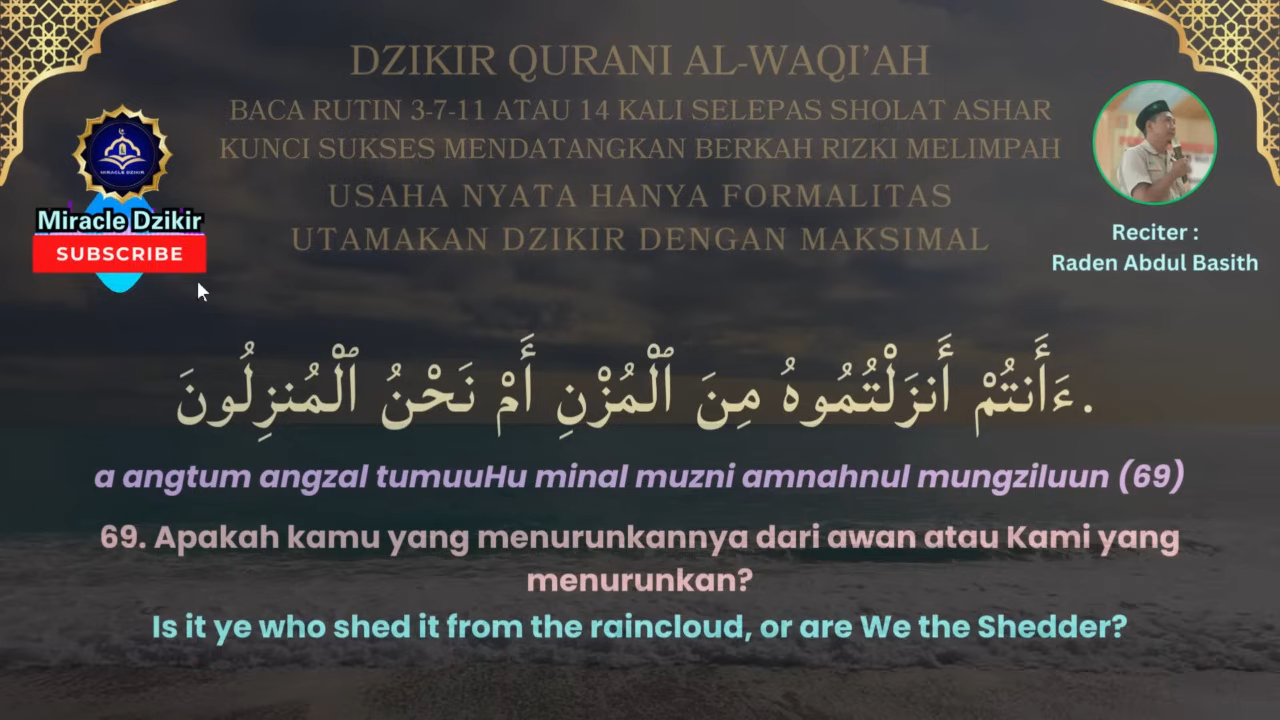 DZIKIR QURANI AL-WAQI'AH
BACA RUTIN 3-7-11 ATAU 14 KALI SELEPAS SHOLAT ASHAR
KUNCI SUKSES MENDATANGKAN BERKAH RIZKI MELIMPAH
USAHA NYATA HANYA FORMALITAS
UTAMAKAN DZIKIR DENGAN MAKSIMAL
MIRACLE DZIKIR
Miracle Dzikir
SUBSCRIBE
Reciter :
Raden Abdul Basith
ءَأَنتُمْ أَنزَلْتُمُوهُ مِنَ ٱلْمُزْنِ أَمْ نَحْنُ ٱلْمُنزِلُونَ.
a angtum angzal tumuuHu minal muzni amnahnul mungziluun (69)
69. Apakah kamu yang menurunkannya dari awan atau Kami yang
menurunkan?
Is it ye who shed it from the raincloud, or are We the Shedder?